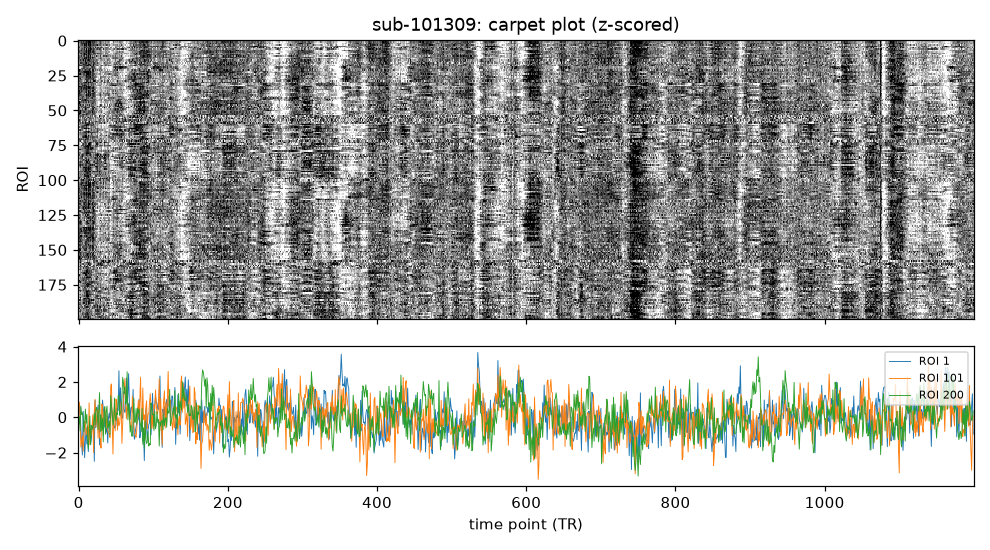 sub-101309: carpet plot (z-scored)
0
25
50
75
100
125
150
175
ROI
4
2
0
−2
ROI 1
ROI 101
ROI 200
0 200 400 600 800 1000
time point (TR)